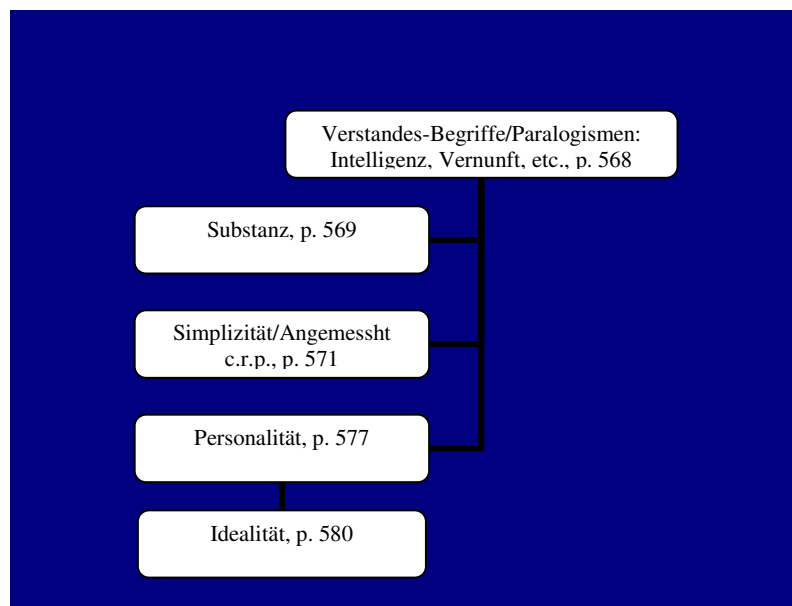 Verstandes-Begriffe/Paralogismen:
Intelligenz, Vernunft, etc., p. 568
Substanz, p. 569
Simplizität/Angemessht
c.r.p., p. 571
Personalität, p. 577
Idealität, p. 580